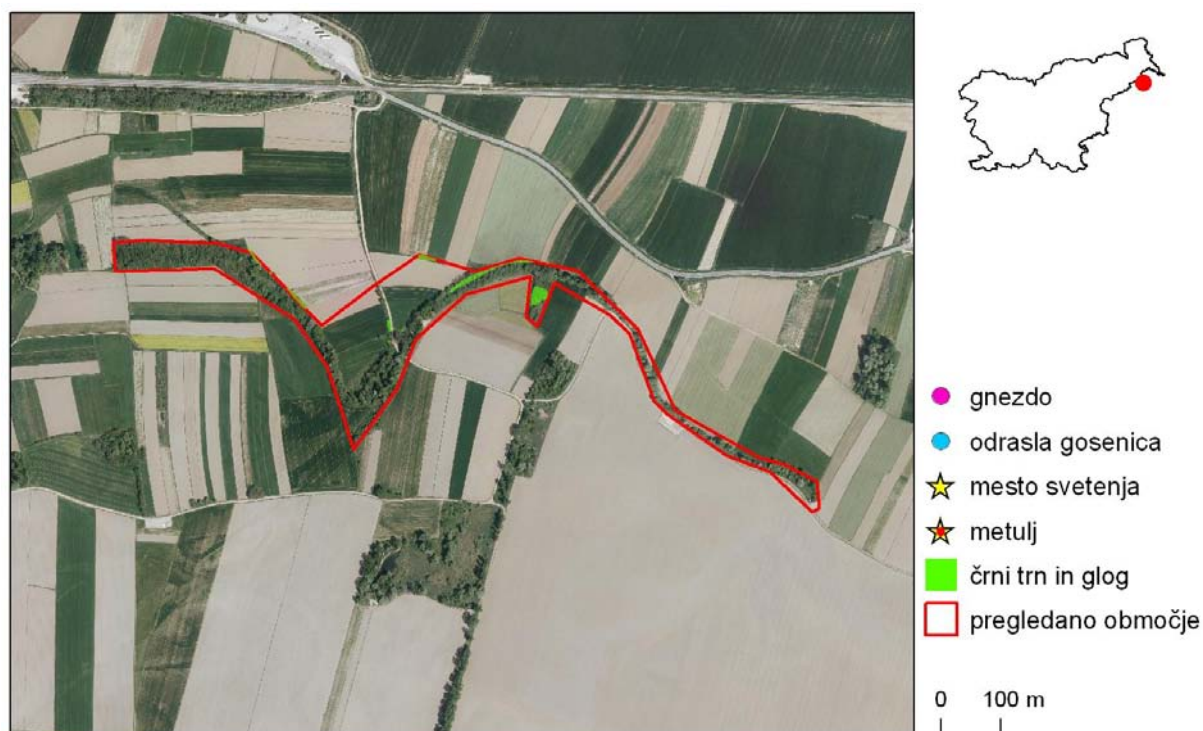 gnezdo
odrasla gosenica
mesto svetenja
metulj
črni trn in glog
pregledano območje
0 100 m